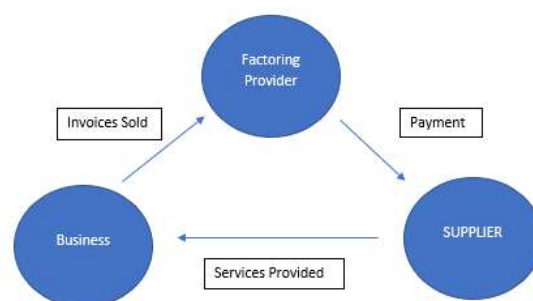 Factoring
Provider
Invoices Sold
Payment
Business
SUPPLIER
Services Provided